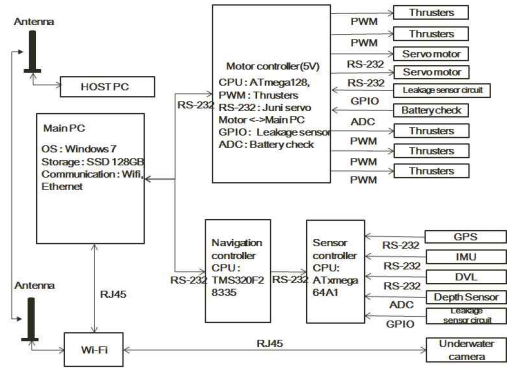 Antenna
HOST PC
Main PC
OS : Windows 7
Storage : SSD 128GB
Communication : Wifi,
Ethernet
RS-232
Motor controller(5V)
CPU : ATmega128,
PWM : Thrusters
RS-232 : Juni servo
Motor <->Main PC
GPIO : Leakage sensor
ADC : Battery check
PWM
Thrusters
PWM
Thrusters
Servo motor
RS-232
Servo motor
RS-232
Leakage sensor circuit
GPIO
Battery check
ADC
Thrusters
PWM
Thrusters
PWM
Thrusters
PWM
RS-232
Navigation
controller
CPU :
TMS320F2
8335
RS-232
Sensor
controller
CPU :
ATxmega
64A1
GPS
RS-232
IMU
RS-232
DVL
RS-232
Depth Sensor
ADC
Leakage
sensor circuit
GPIO
Antenna
RJ45
Wi-Fi
RJ45
Underwater
camera